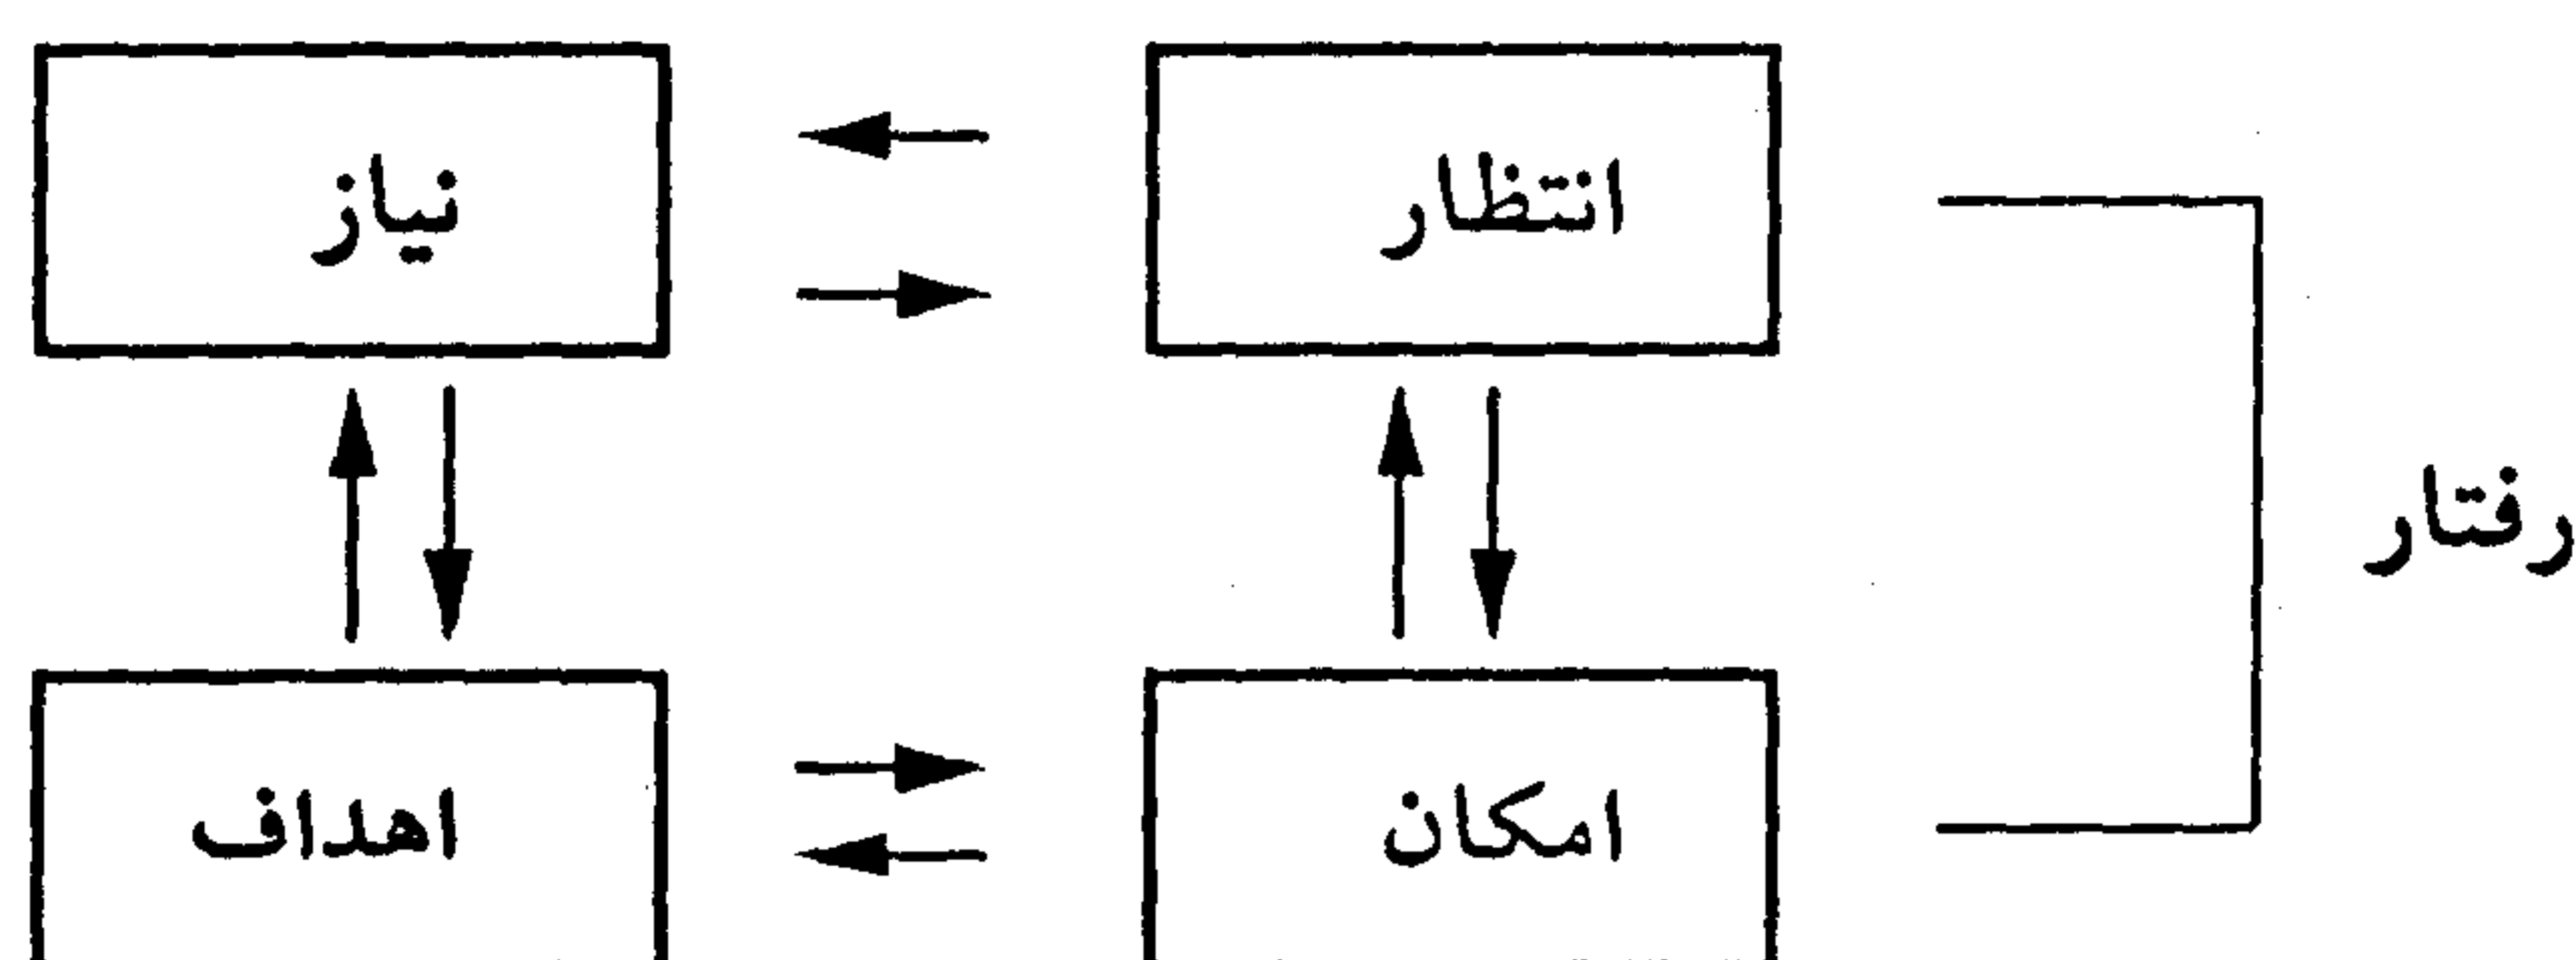 انتظار
نیاز
رفتار
امکان
اهداف